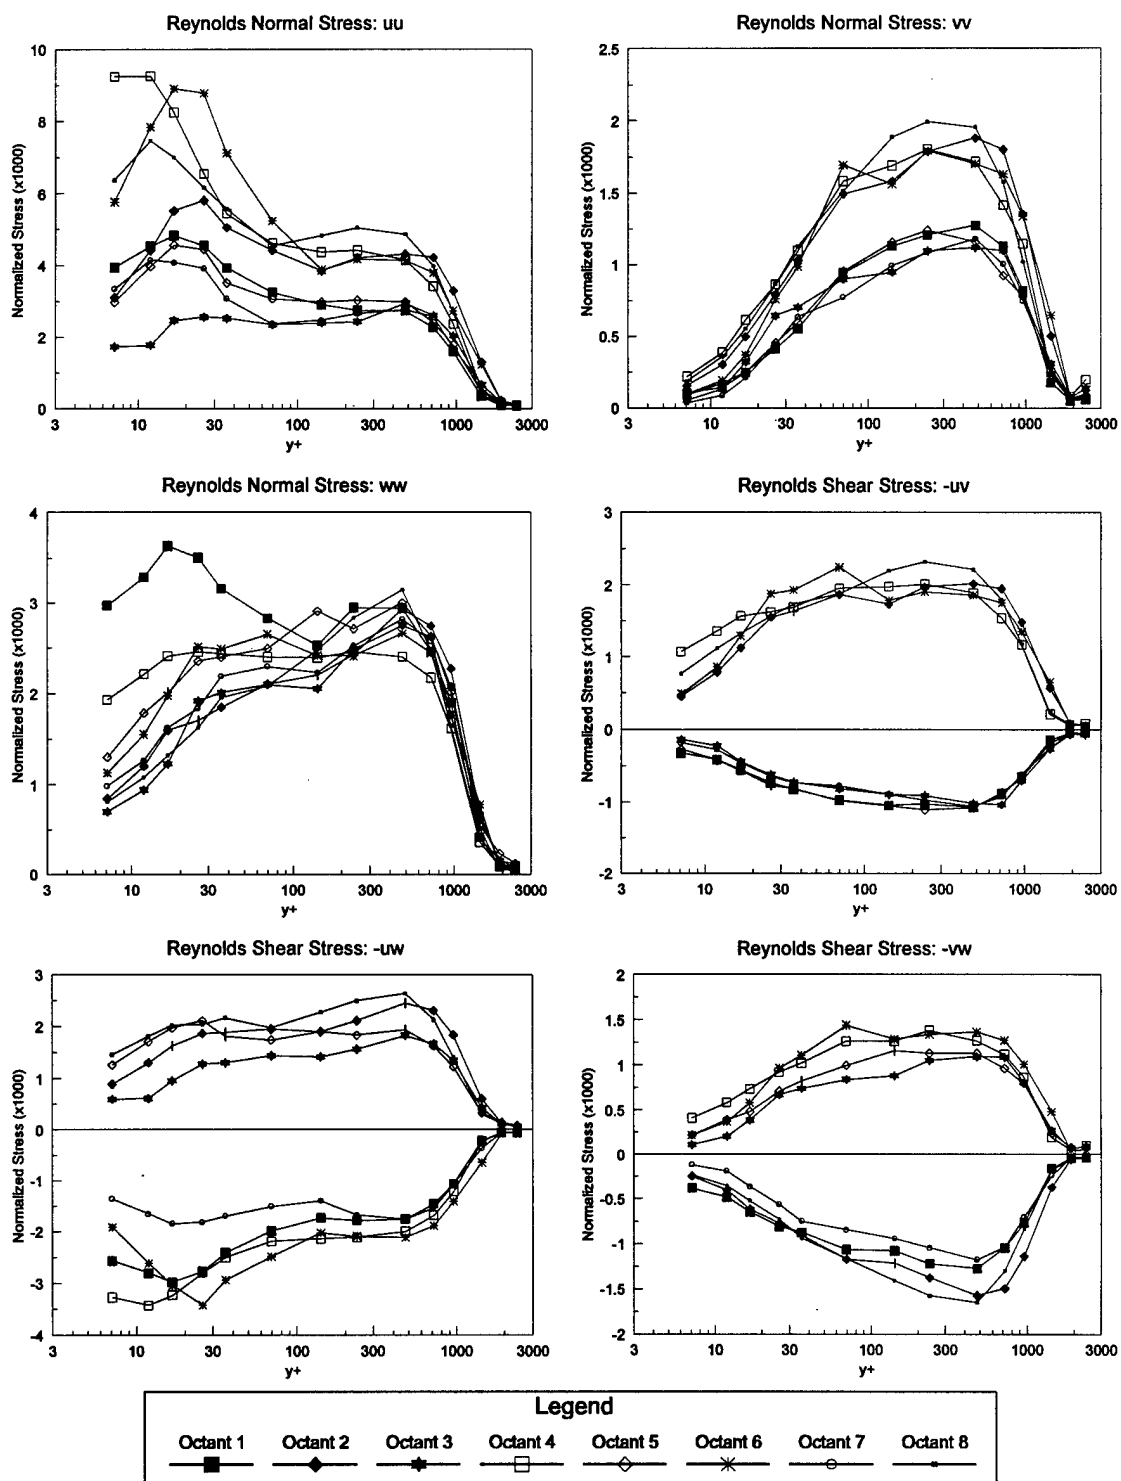 Reynolds Normal Stress: uu
Normalized Stress (x1000)
10
8
6
4
2
0
3 10 30 100 300 1000 3000
y+
Reynolds Normal Stress: vv
Normalized Stress (x1000)
2.5
2
1.5
1
0.5
0
3 10 30 100 300 1000 3000
y+
Reynolds Normal Stress: ww
Normalized Stress (x1000)
4
3
2
1
0
3 10 30 100 300 1000 3000
y+
Reynolds Shear Stress: -uv
Normalized Stress (x1000)
3
2
1
0
-1
-2
3 10 30 100 300 1000 3000
y+
Reynolds Shear Stress: -uw
Normalized Stress (x1000)
3
2
1
0
-1
-2
-3
-4
3 10 30 100 300 1000 3000
y+
Reynolds Shear Stress: -vw
Normalized Stress (x1000)
2
1.5
1
0.5
0
-0.5
-1
-1.5
-2
3 10 30 100 300 1000 3000
y+
Legend
Octant 1 Octant 2 Octant 3 Octant 4 Octant 5 Octant 6 Octant 7 Octant 8